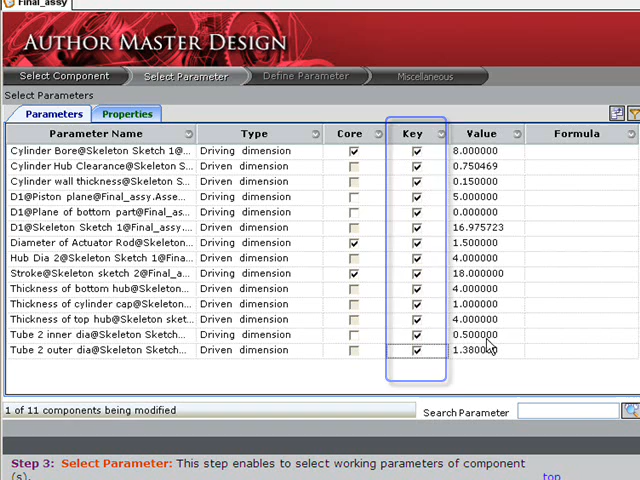 Final_assy
AUTHOR MASTER DESIGN
Select Component Select Parameter Define Parameter Miscellaneous
Select Parameters
Parameters Properties
Parameter Name Type Core Key Value Formula
Cylinder Bore@Skeleton Sketch 1@... Driving dimension 8.000000
Cylinder Hub Clearance@Skeleton S... Driven dimension 0.750469
Cylinder wall thickness@Skeleton S... Driven dimension 0.150000
D1@Piston plane@Final_assy.Asse... Driving dimension 5.000000
D1@Plane of bottom part@Final_as... Driving dimension 0.000000
D1@Skeleton Sketch 1@Final_assy.... Driven dimension 16.975723
Diameter of Actuator Rod@Skeleton... Driving dimension 1.500000
Hub Dia 2@Skeleton Sketch 1@Fina... Driven dimension 4.000000
Stroke@Skeleton sketch 2@Final_a... Driving dimension 18.000000
Thickness of bottom hub@Skeleton... Driven dimension 4.000000
Thickness of cylinder cap@Skeleton... Driven dimension 1.000000
Thickness of top hub@Skeleton sket... Driven dimension 4.000000
Tube 2 inner dia@Skeleton Sketch... Driving dimension 0.500000
Tube 2 outer dia@Skeleton Sketch... Driven dimension 1.380000
1 of 11 components being modified
Search Parameter
Step 3: Select Parameter: This step enables to select working parameters of component
(s). top